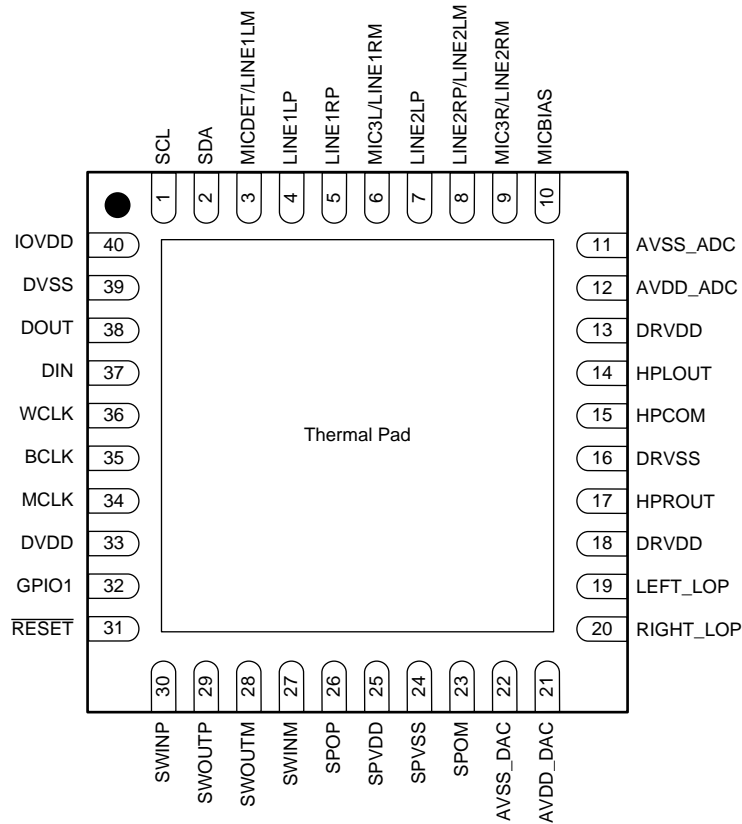 SCL
SDA
MICDET/LINE1LM
LINE1LP
LINE1RP
MIC3L/LINE1RM
LINE2LP
LINE2RP/LINE2LM
MIC3R/LINE2RM
MICBIAS
1
2
3
4
5
6
7
8
9
10
IOVDD 40
DVSS 39
DOUT 38
DIN 37
WCLK 36
BCLK 35
MCLK 34
DVDD 33
GPIO1 32
RESET 31
Thermal Pad
11 AVSS_ADC
12 AVDD_ADC
13 DRVDD
14 HPLOUT
15 HPCOM
16 DRVSS
17 HPROUT
18 DRVDD
19 LEFT_LOP
20 RIGHT_LOP
30
29
28
27
26
25
24
23
22
21
SWINP
SWOUTP
SWOUTM
SWINM
SPOP
SPVDD
SPVSS
SPOM
AVSS_DAC
AVDD_DAC